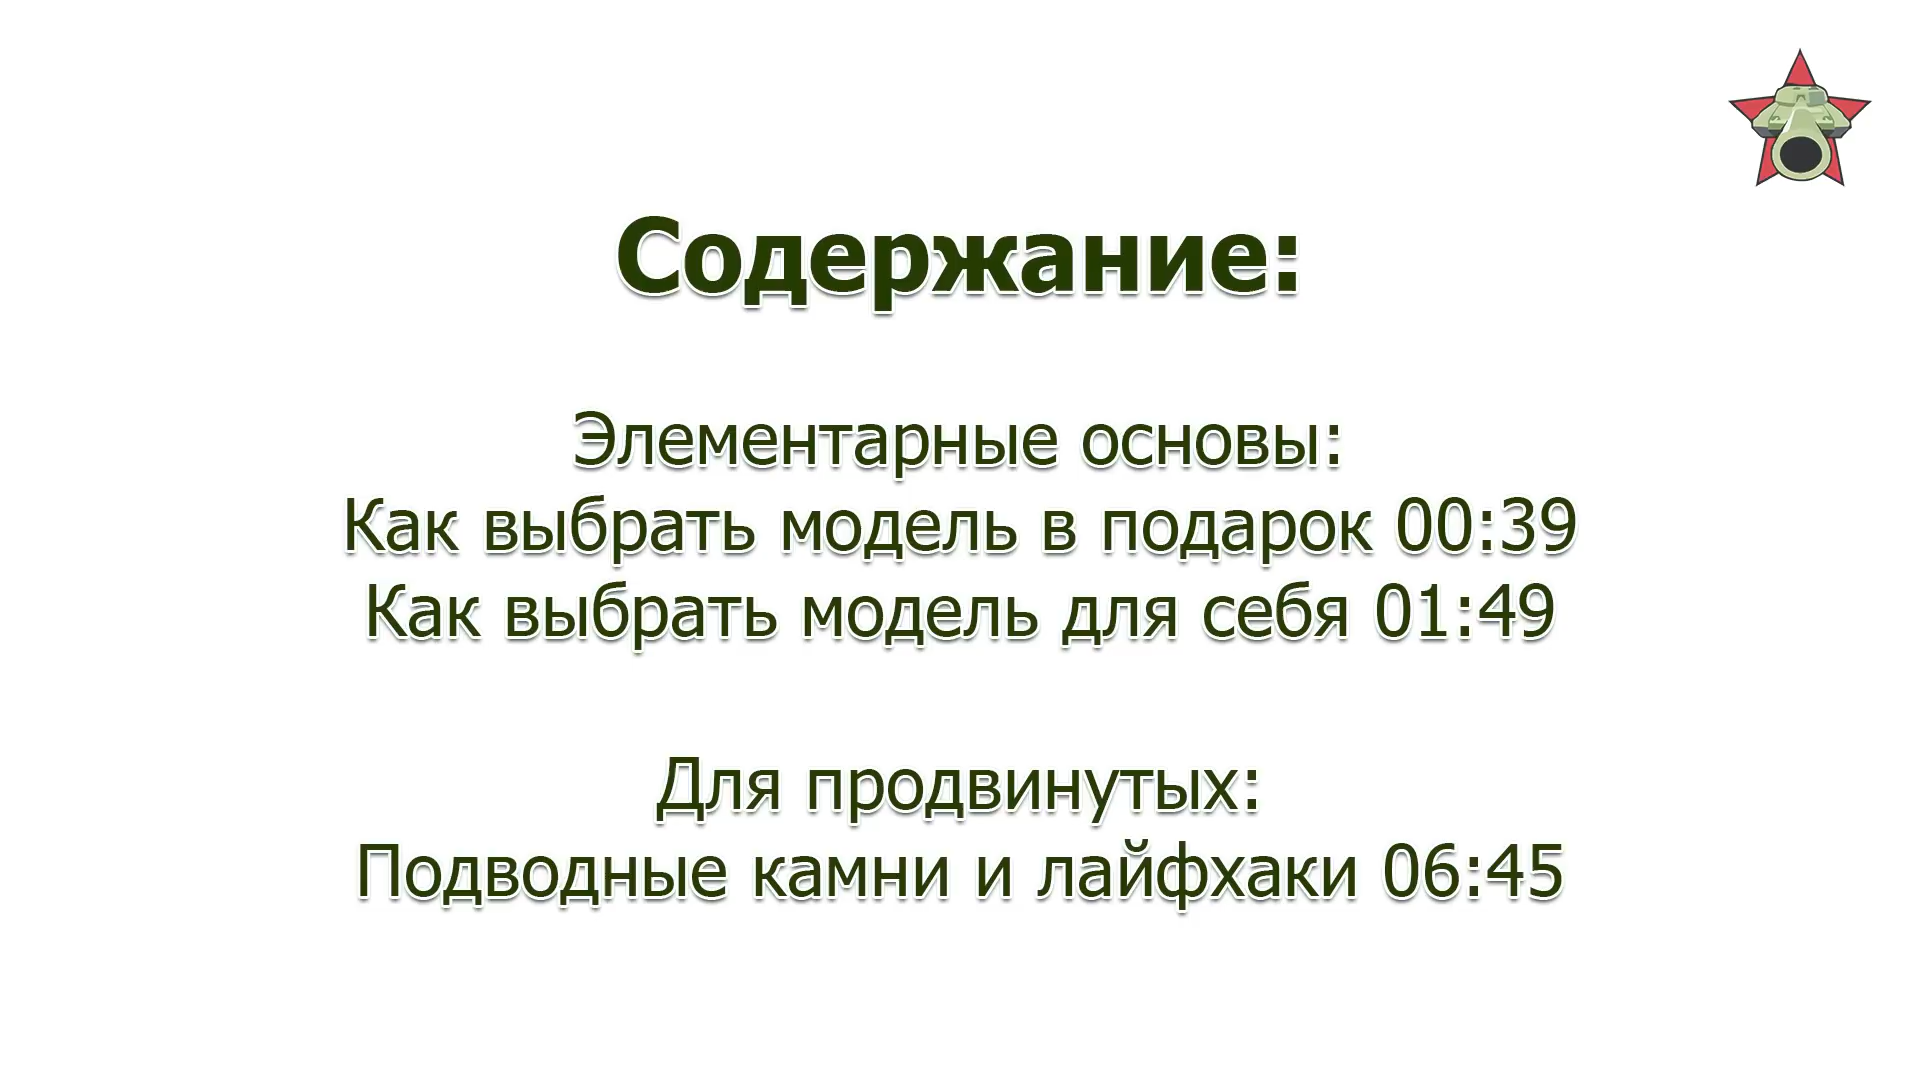 Содержание:
Элементарные основы:
Как выбрать модель в подарок 00:39
Как выбрать модель для себя 01:49
Для продвинутых:
Подводные камни и лайфхаки 06:45